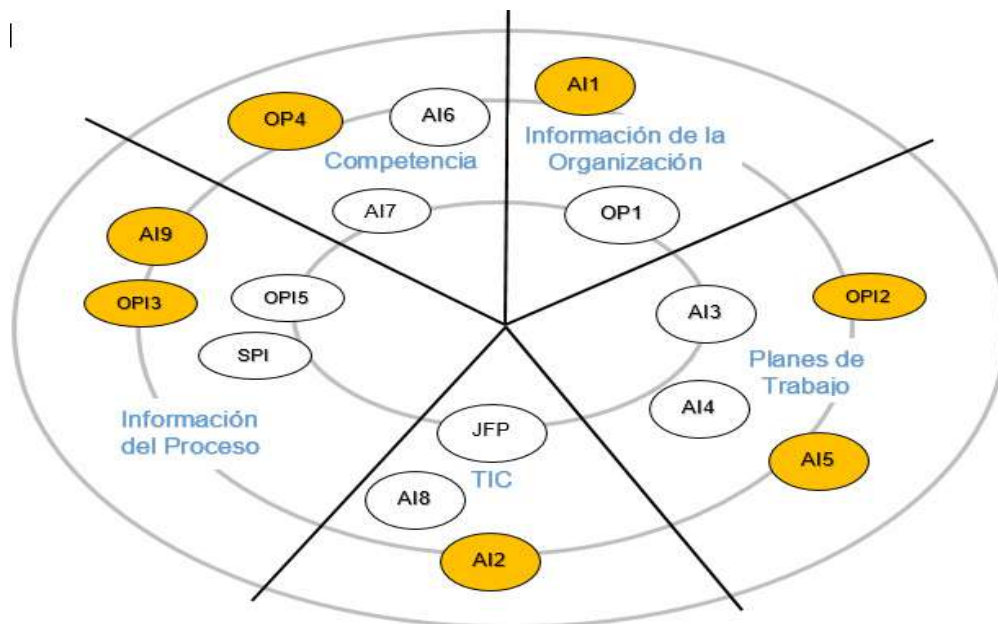 AI1
OP4
AI6
Información de la
Organización
Competencia
AI7
OP1
AI9
OPI3
OPI5
SPI
AI3
OPI2
Planes de
Trabajo
AI4
AI5
Información
del Proceso
JFP
TIC
AI8
AI2